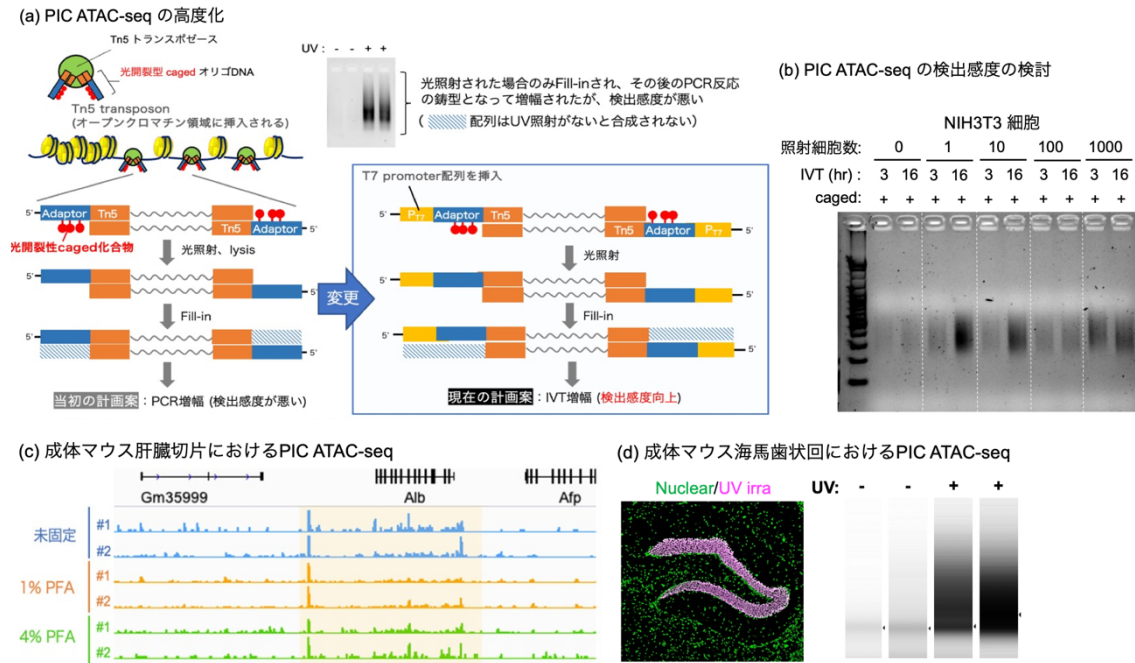 (a) PIC ATAC-seq の高度化
Tn5 トランスポゼース
光開裂型 caged オリゴDNA
Tn5 transposon
(オープンクロマチン領域に挿入される)
UV : - - + +
光照射された場合のみFill-inされ、その後のPCR反応
の鋳型となって増幅されたが、検出感度が悪い
( 配列はUV照射がないと合成されない)
5'
Adaptor
Tn5
Tn5
Adaptor
5'
光開裂性caged化合物
光照射、lysis
5'
5'
Fill-in
5'
5'
当初の計画案：PCR増幅 (検出感度が悪い)
変更
T7 promoter配列を挿入
5'
PT7
Adaptor
Tn5
Tn5
Adaptor
PT7
5'
光照射
5'
5'
Fill-in
5'
5'
現在の計画案：IVT増幅 (検出感度向上)
(b) PIC ATAC-seq の検出感度の検討
NIH3T3 細胞
照射細胞数: 0 1 10 100 1000
IVT (hr) : 3 16 3 16 3 16 3 16 3 16
caged: + + + + + + + + + +
(c) 成体マウス肝臓切片におけるPIC ATAC-seq
Gm35999
Alb
Afp
未固定
#1
#2
1% PFA
#1
#2
4% PFA
#1
#2
(d) 成体マウス海馬歯状回におけるPIC ATAC-seq
Nuclear/UV irra
UV: - - + +